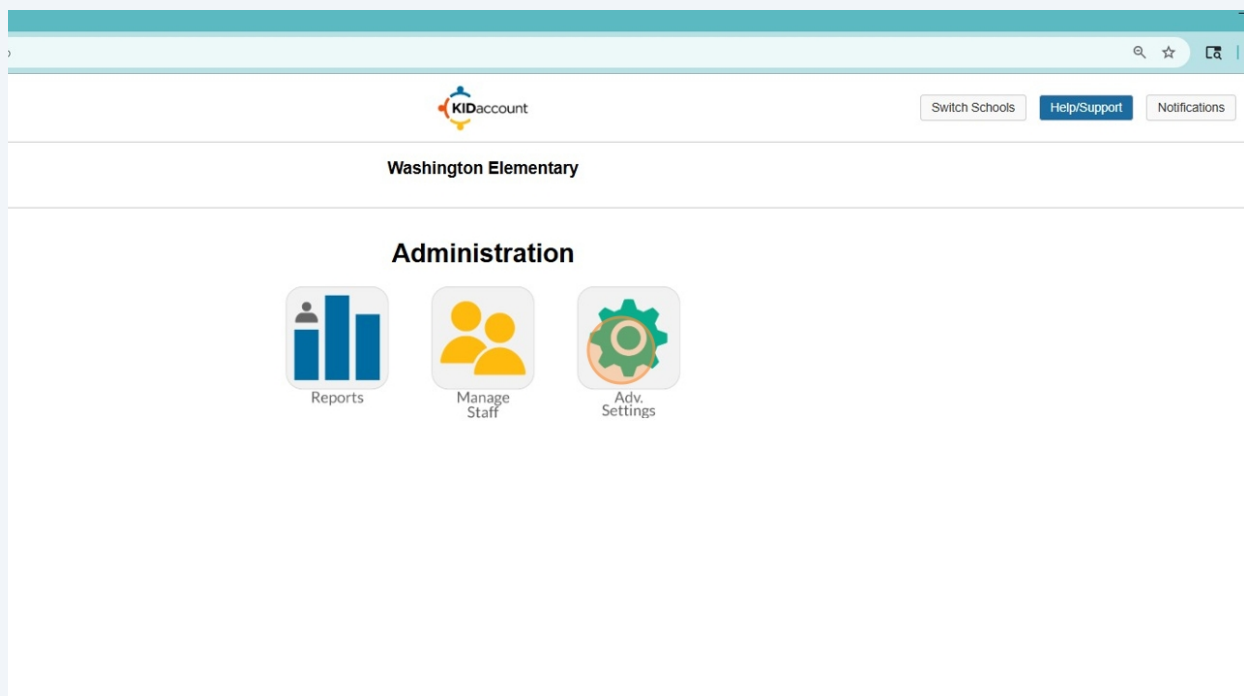 KIDaccount
Switch Schools Help/Support Notifications
Washington Elementary
Administration
Reports
Manage
Staff
Adv.
Settings